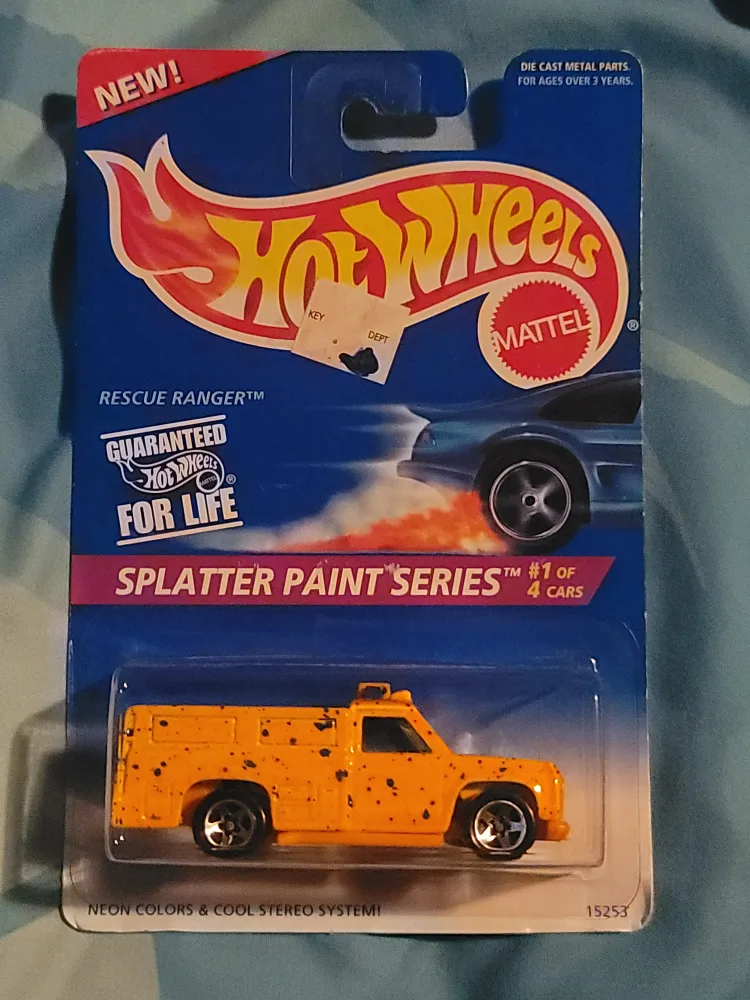 NEW!
DIE CAST METAL PARTS.
FOR AGES OVER 3 YEARS.
HOT WHEELS
KEY
DEPT
MATTEL
®
RESCUE RANGER™
GUARANTEED
HOT WHEELS ®
MATTEL
FOR LIFE
SPLATTER PAINT SERIES™ #1 OF
4 CARS
NEON COLORS & COOL STEREO SYSTEM!
15253